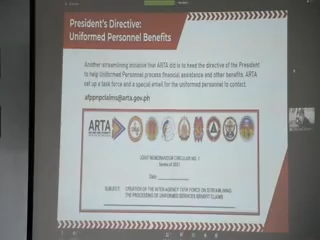 President's Directive:
Uniformed Personnel Benefits
Another streamlining initiative that ARTA did is to heed the directive of the President
to help Uniformed Personnel process financial assistance and other benefits. ARTA
set up a task force and a special email for the uniformed personnel to contact.
afppnpclaims@arta.gov.ph
ARTA
JOINT MEMORANDUM CIRCULAR NO. 1
Series of 2021
Date
SUBJECT: CREATION OF THE INTER-AGENCY TASK FORCE ON STREAMLINING
THE PROCESSING OF UNIFORMED SERVICES BENEFIT CLAIMS